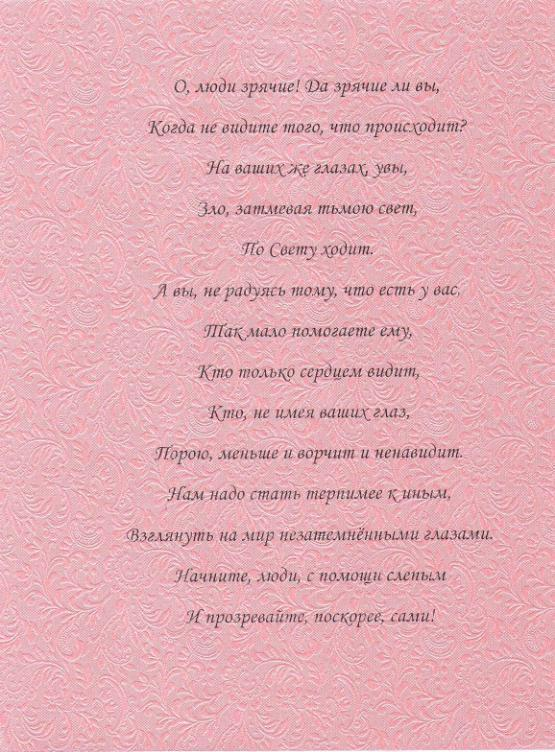 О, люди зрячие! Да зрячие ли вы,
Когда не видите того, что происходит?
На ваших же глазах, увы,
Зло, затмевая тьмою свет,
По Свету ходит.
А вы, не радуясь тому, что есть у вас,
Так мало помогаете ему,
Кто только сердцем видит,
Кто, не имея ваших глаз,
Порою, меньше и ворчит и ненавидит.
Нам надо стать терпимее к иным,
Взглянуть на мир незатемнёнными глазами.
Начните, люди, с помощи слепым
И прозревайте, поскорее, сами!